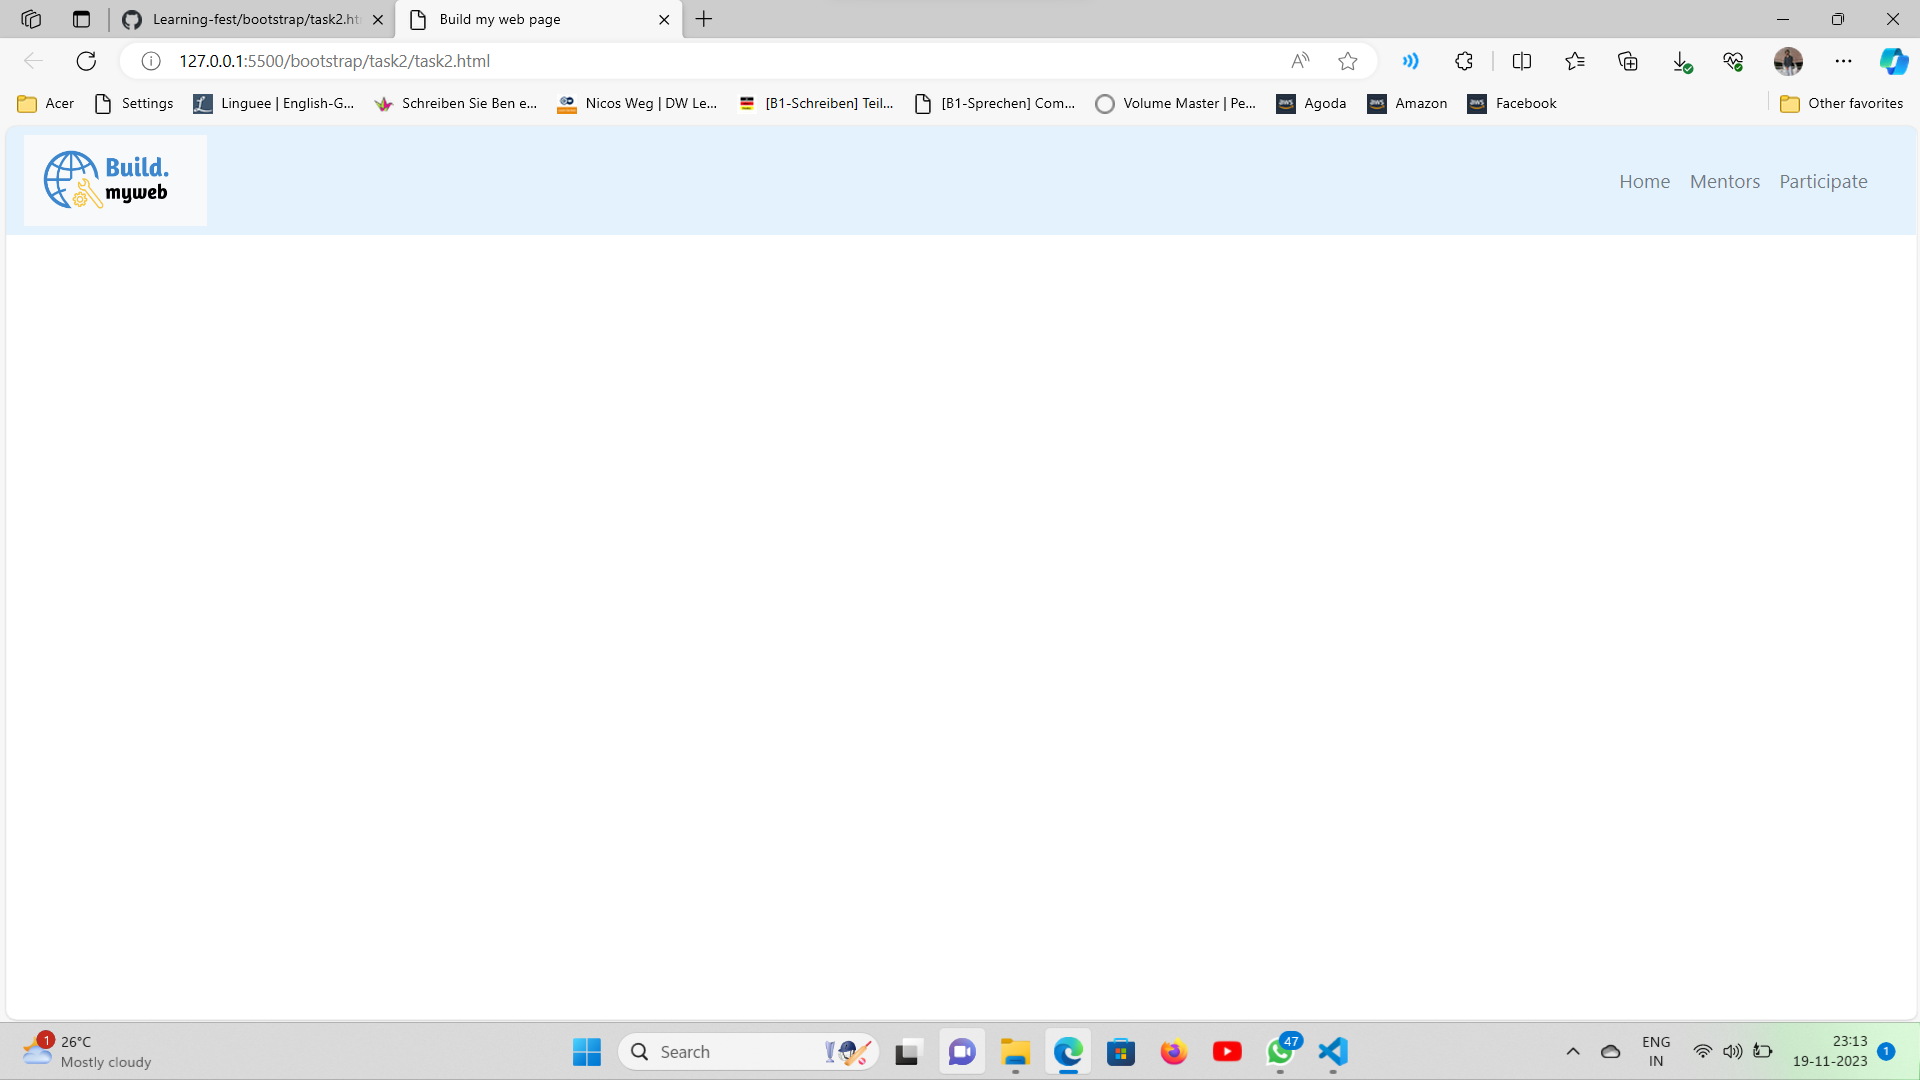 Learning-fest/bootstrap/task2.ht
Build my web page
127.0.0.1:5500/bootstrap/task2/task2.html
Acer
Settings
Linguee | English-G...
Schreiben Sie Ben e...
Nicos Weg | DW Le...
[B1-Schreiben] Teil...
[B1-Sprechen] Com...
Volume Master | Pe...
aws Agoda
aws Amazon
aws Facebook
Other favorites
Build.
myweb
Home
Mentors
Participate
1
26°C
Mostly cloudy
Search
47
ENG
IN
23:13
19-11-2023
1